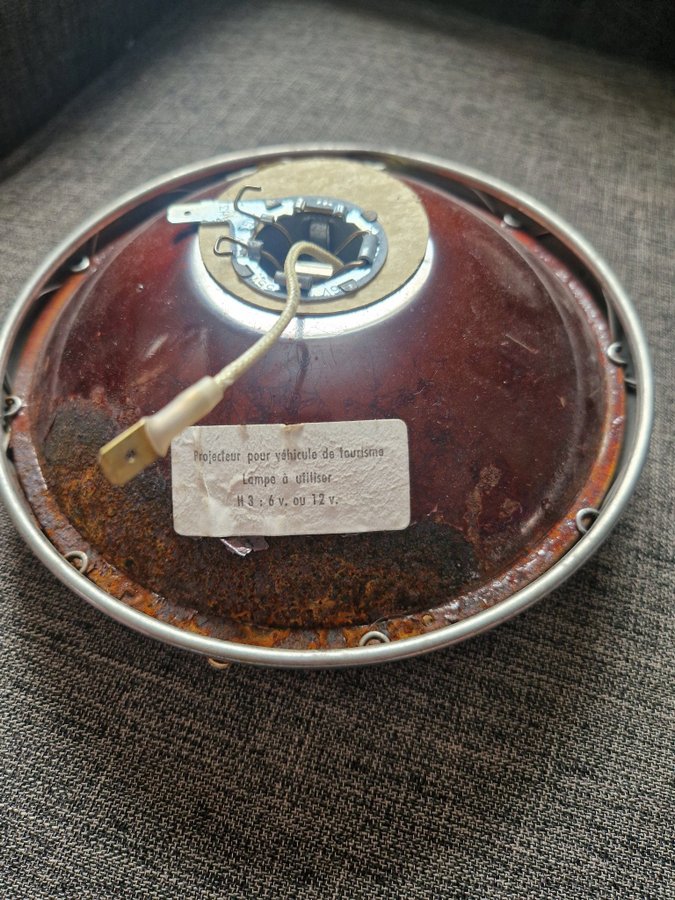 Projecteur pour véhicule de tourisme
Lampe à utiliser
H 3 : 6 v. ou 12 v.